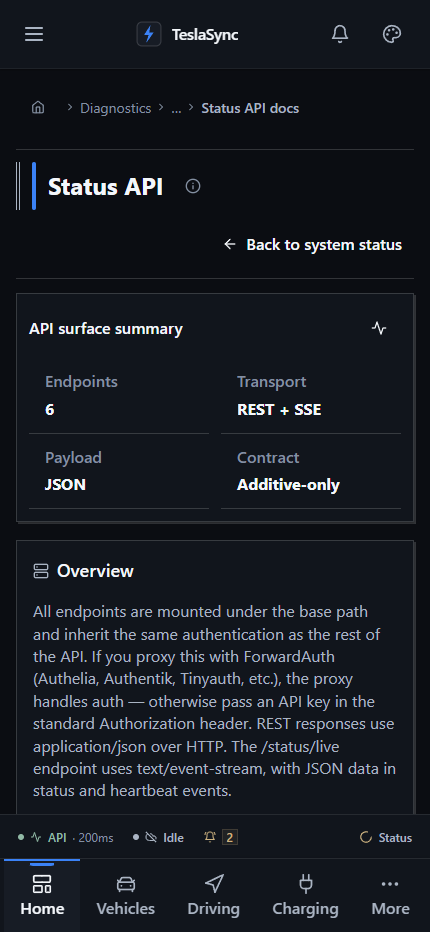 TeslaSync
Diagnostics
...
Status API docs
Status API
Back to system status
API surface summary
Endpoints
6
Transport
REST + SSE
Payload
JSON
Contract
Additive-only
Overview
All endpoints are mounted under the base path
and inherit the same authentication as the rest of
the API. If you proxy this with ForwardAuth
(Authelia, Authentik, Tinyauth, etc.), the proxy
handles auth — otherwise pass an API key in the
standard Authorization header. REST responses use
application/json over HTTP. The /status/live
endpoint uses text/event-stream, with JSON data in
status and heartbeat events.
API · 200ms
Idle
2
Status
Home
Vehicles
Driving
Charging
More